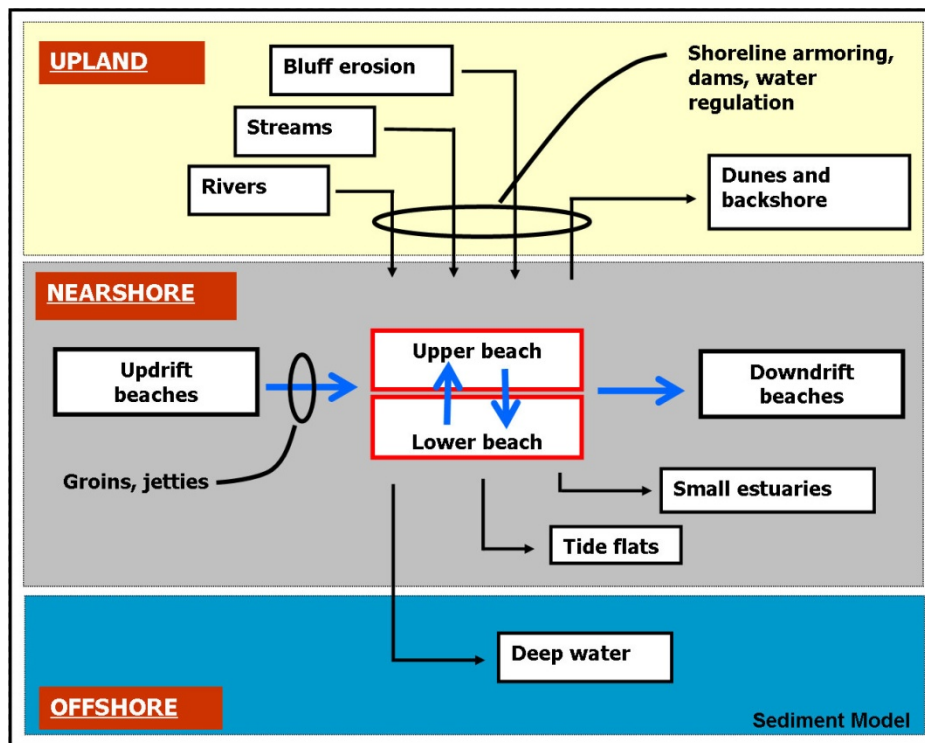 UPLAND
Bluff erosion
Shoreline armoring,
dams, water
regulation
Streams
Rivers
Dunes and
backshore
NEARSHORE
Updrift
beaches
Upper beach
Lower beach
Downdrift
beaches
Groins, jetties
Small estuaries
Tide flats
Deep water
OFFSHORE
Sediment Model